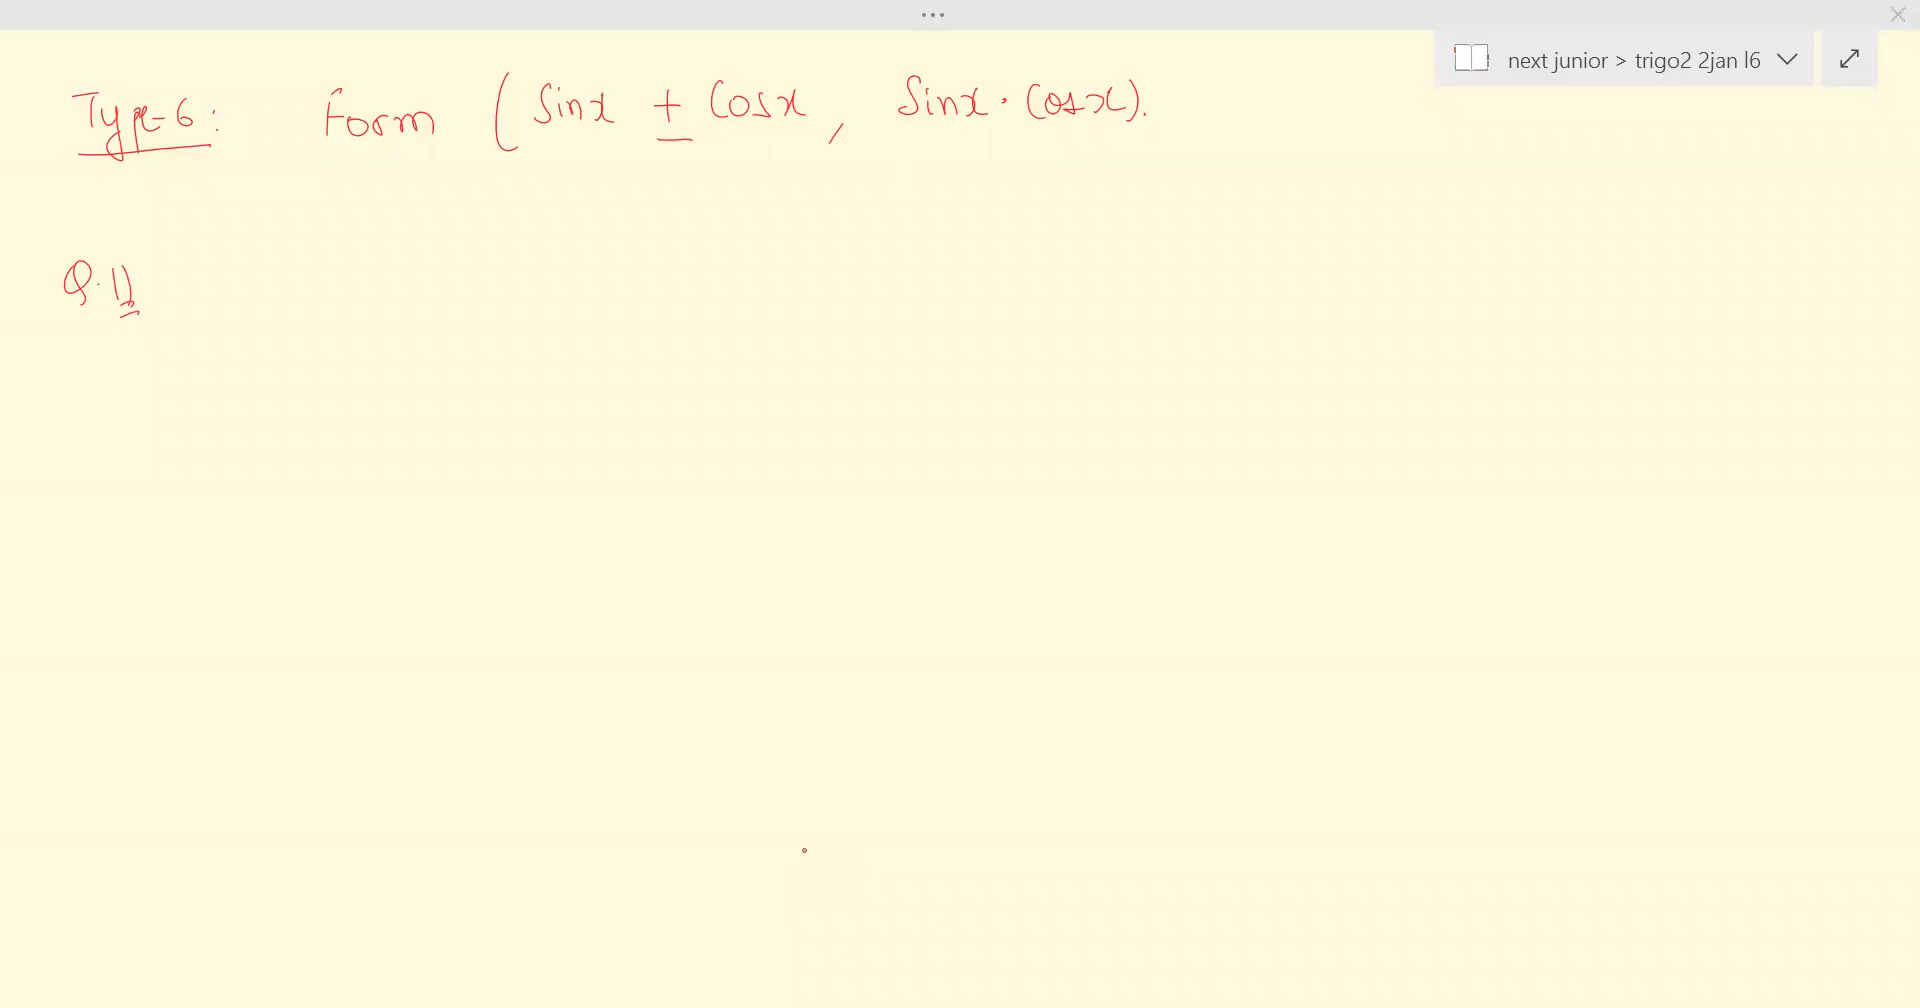 next junior > trigo2 2jan l6
Type-6: Form (Sinx ± Cosx, Sinx·Cosx).
Q.1)